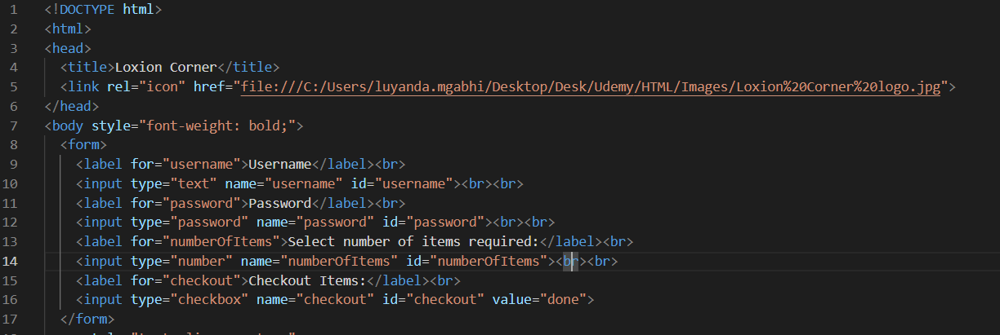 1 <!DOCTYPE html>
2 <html>
3 <head>
4 <title>Loxion Corner</title>
5 <link rel="icon" href="file:///C:/Users/luyanda.mgabhi/Desktop/Desk/Udemy/HTML/Images/Loxion%20Corner%20logo.jpg">
6 </head>
7 <body style="font-weight: bold;">
8 <form>
9 <label for="username">Username</label><br>
10 <input type="text" name="username" id="username"><br><br>
11 <label for="password">Password</label><br>
12 <input type="password" name="password" id="password"><br><br>
13 <label for="numberOfItems">Select number of items required:</label><br>
14 <input type="number" name="numberOfItems" id="numberOfItems"><br><br>
15 <label for="checkout">Checkout Items:</label><br>
16 <input type="checkbox" name="checkout" id="checkout" value="done">
17 </form>